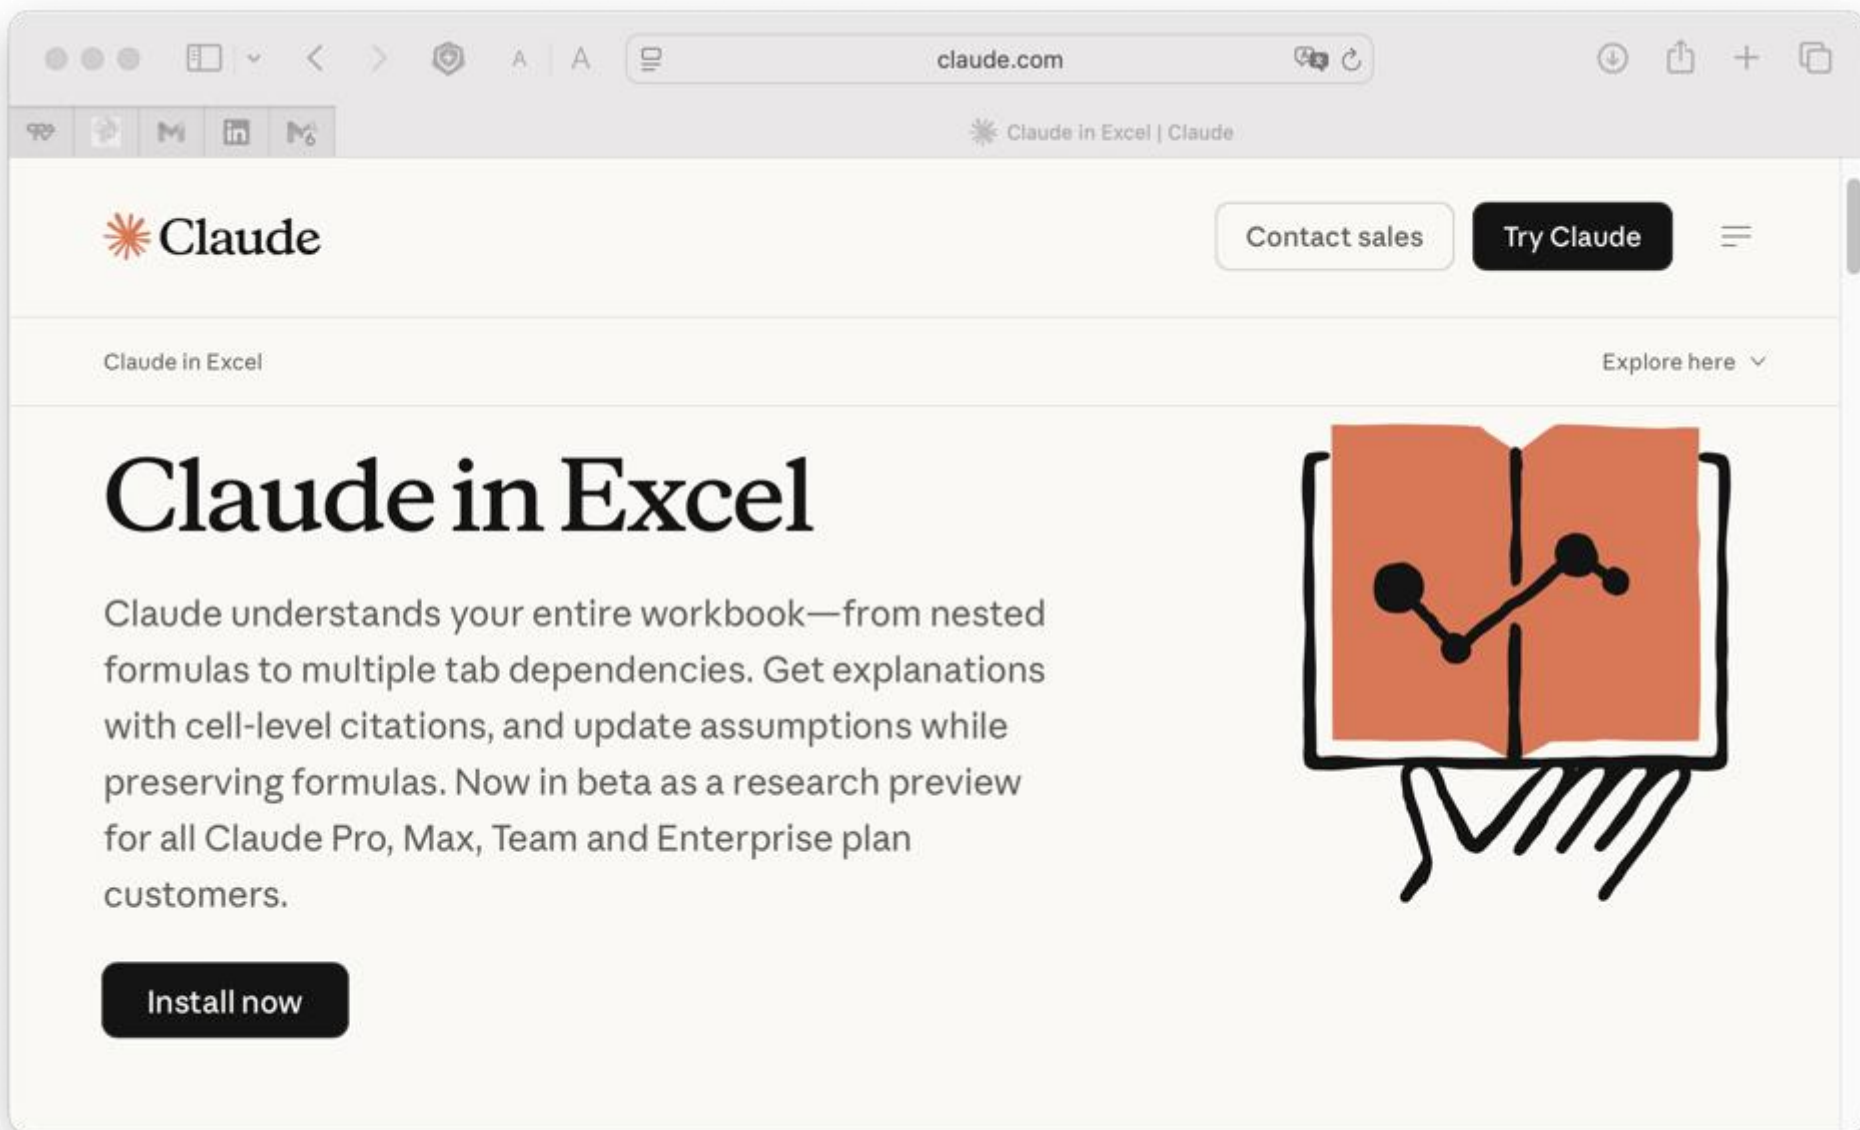 A A
claude.com
in
6
Claude in Excel | Claude
Claude
Contact sales
Try Claude
Claude in Excel
Explore here
Claude in Excel
Claude understands your entire workbook—from nested
formulas to multiple tab dependencies. Get explanations
with cell-level citations, and update assumptions while
preserving formulas. Now in beta as a research preview
for all Claude Pro, Max, Team and Enterprise plan
customers.
Install now